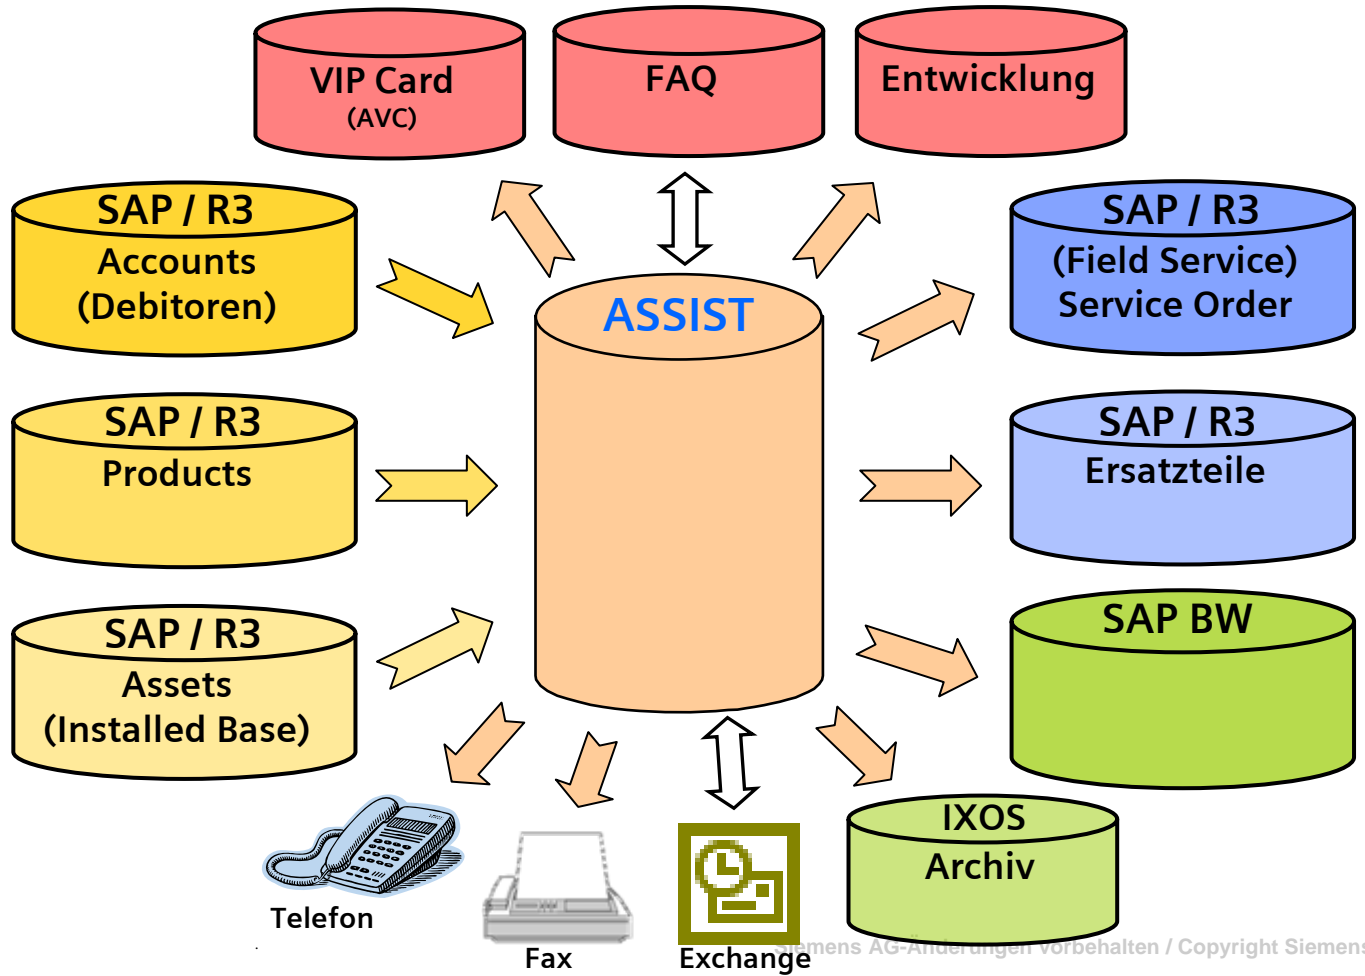 VIP Card
(AVC)
FAQ
Entwicklung
SAP / R3
Accounts
(Debitoren)
SAP / R3
(Field Service)
Service Order
ASSIST
SAP / R3
Products
SAP / R3
Ersatzteile
SAP / R3
Assets
(Installed Base)
SAP BW
IXOS
Archiv
Telefon
Fax
Exchange
Siemens AG-Änderungen vorbehalten / Copyright Siemens